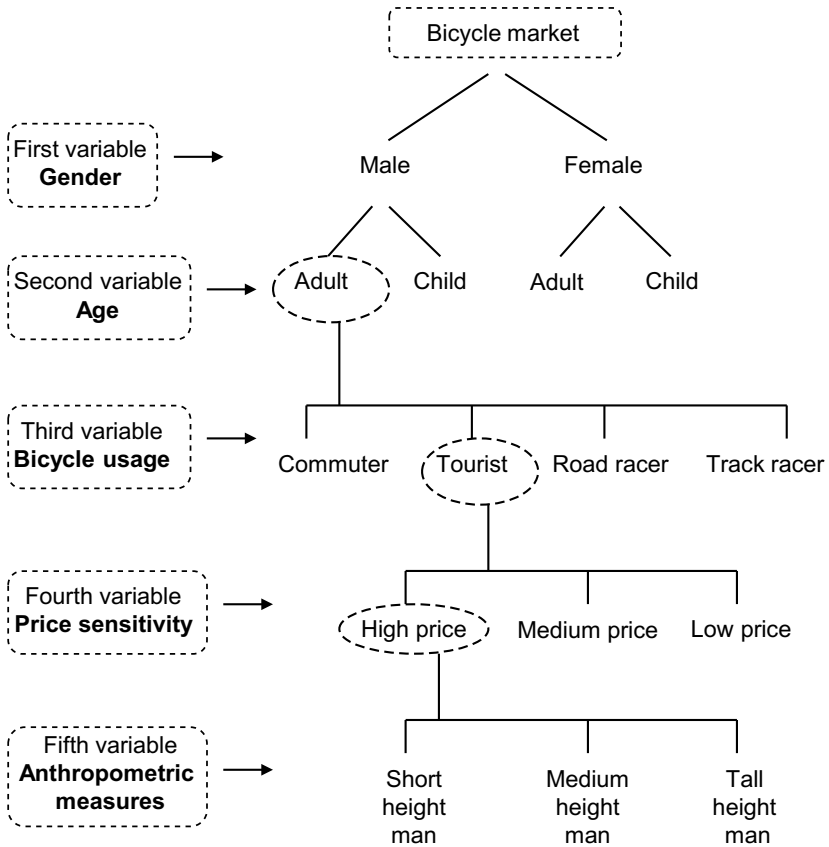 Bicycle market
First variable
Gender
Male
Female
Second variable
Age
Adult
Child
Adult
Child
Third variable
Bicycle usage
Commuter
Tourist
Road racer
Track racer
Fourth variable
Price sensitivity
High price
Medium price
Low price
Fifth variable
Anthropometric
measures
Short
height
man
Medium
height
man
Tall
height
man